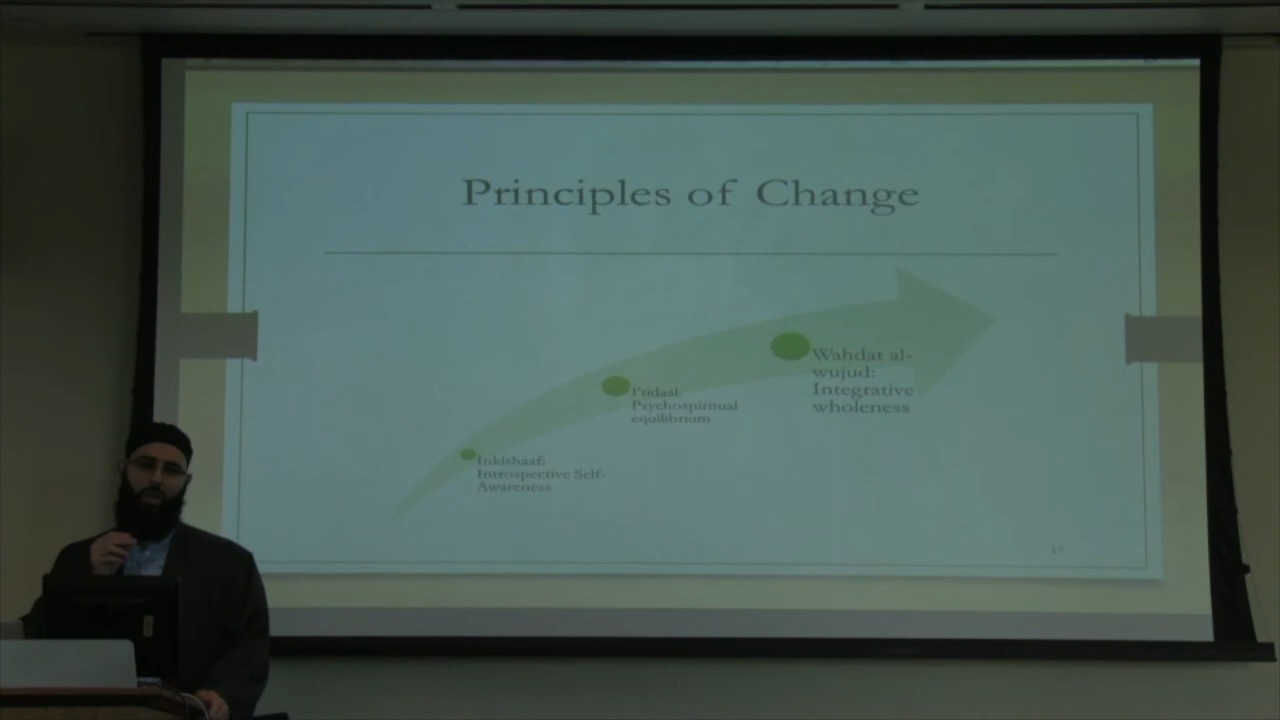 Principles of Change
Wahdat al-
wujud:
Integrative
wholeness
I'tidaal:
Psychospiritual
equilibrium
Inkishaaf:
Introspective Self-
Awareness
17